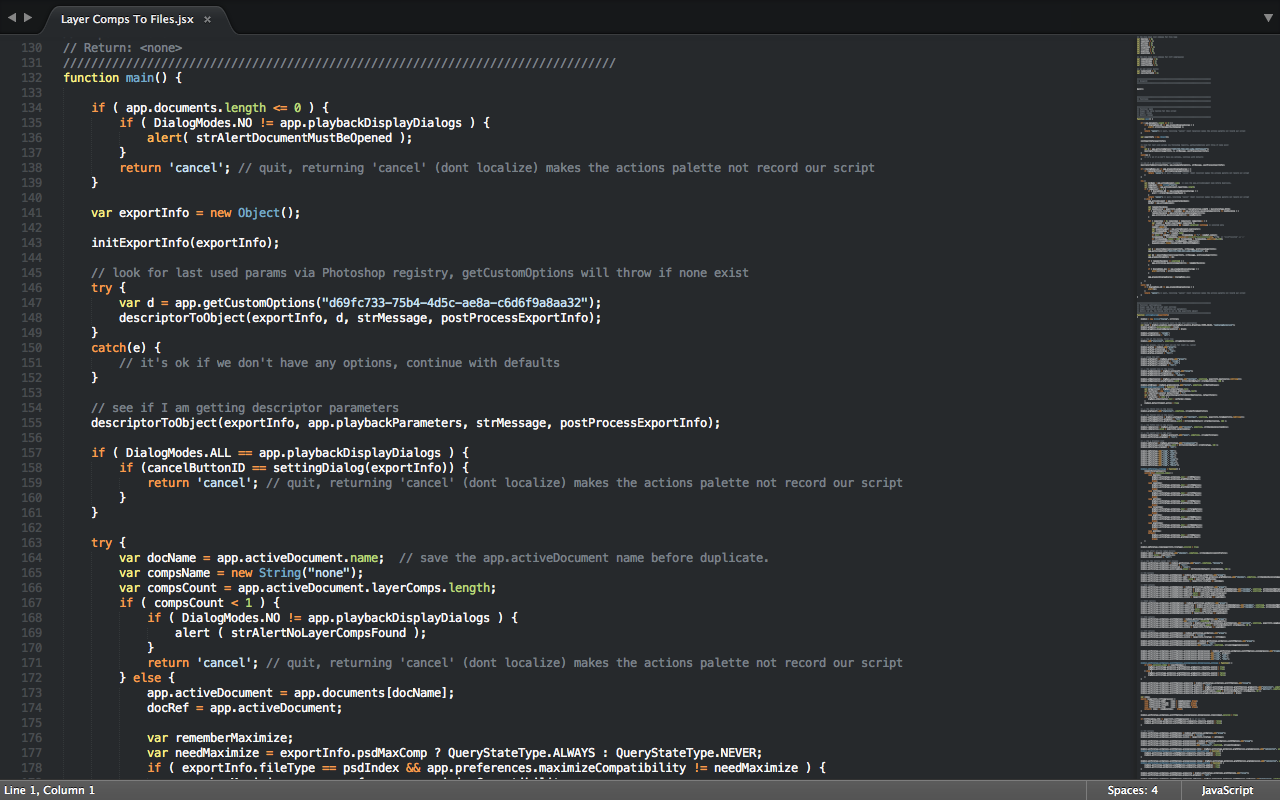 Layer Comps To Files.jsx ×
130 // Return: <none>
131 ///////////////////////////////////////////////////////////////////////////////
132 function main() {
133
134 if ( app.documents.length <= 0 ) {
135 if ( DialogModes.NO != app.playbackDisplayDialogs ) {
136 alert( strAlertDocumentMustBeOpened );
137 }
138 return 'cancel'; // quit, returning 'cancel' (dont localize) makes the actions palette not record our script
139 }
140
141 var exportInfo = new Object();
142
143 initExportInfo(exportInfo);
144
145 // look for last used params via Photoshop registry, getCustomOptions will throw if none exist
146 try {
147 var d = app.getCustomOptions("d69fc733-75b4-4d5c-ae8a-c6d6f9a8aa32");
148 descriptorToObject(exportInfo, d, strMessage, postProcessExportInfo);
149 }
150 catch(e) {
151 // it's ok if we don't have any options, continue with defaults
152 }
153
154 // see if I am getting descriptor parameters
155 descriptorToObject(exportInfo, app.playbackParameters, strMessage, postProcessExportInfo);
156
157 if ( DialogModes.ALL == app.playbackDisplayDialogs ) {
158 if (cancelButtonID == settingDialog(exportInfo)) {
159 return 'cancel'; // quit, returning 'cancel' (dont localize) makes the actions palette not record our script
160 }
161 }
162
163 try {
164 var docName = app.activeDocument.name; // save the app.activeDocument name before duplicate.
165 var compsName = new String("none");
166 var compsCount = app.activeDocument.layerComps.length;
167 if ( compsCount < 1 ) {
168 if ( DialogModes.NO != app.playbackDisplayDialogs ) {
169 alert ( strAlertNoLayerCompsFound );
170 }
171 return 'cancel'; // quit, returning 'cancel' (dont localize) makes the actions palette not record our script
172 } else {
173 app.activeDocument = app.documents[docName];
174 docRef = app.activeDocument;
175
176 var rememberMaximize;
177 var needMaximize = exportInfo.psdMaxComp ? QueryStateType.ALWAYS : QueryStateType.NEVER;
178 if ( exportInfo.fileType == psdIndex && app.preferences.maximizeCompatibility != needMaximize ) {
Line 1, Column 1
Spaces: 4
JavaScript